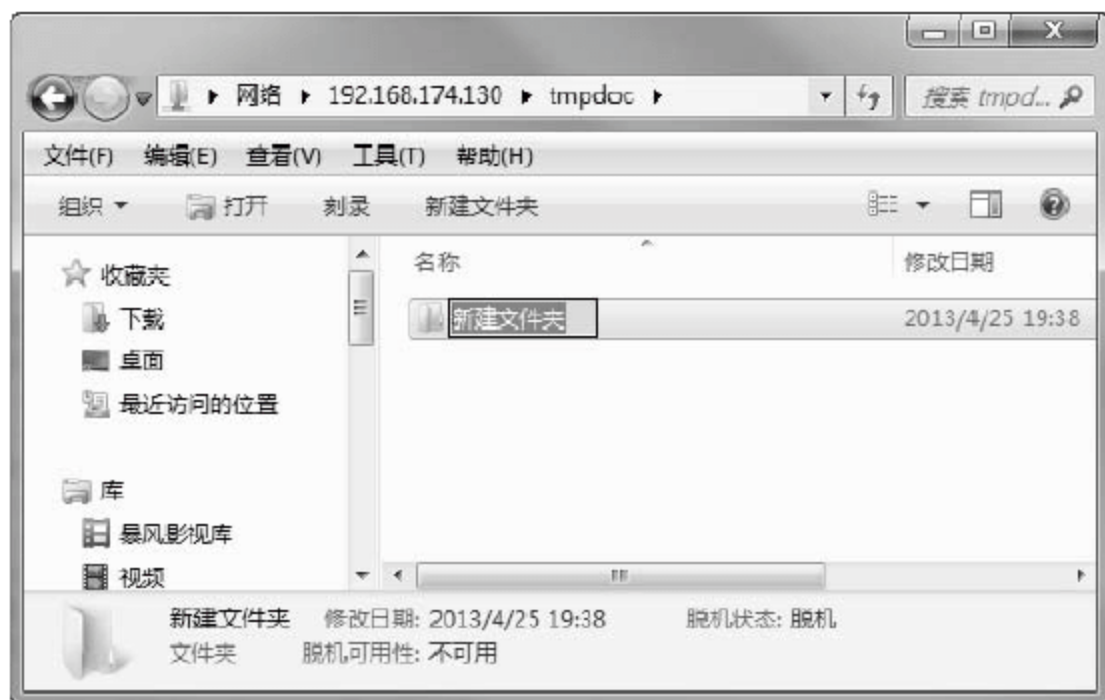 网络 ▶ 192.168.174.130 ▶ tmpdoc ▶
搜索 tmpd...
文件(F) 编辑(E) 查看(V) 工具(T) 帮助(H)
组织 打开 刻录 新建文件夹
名称 修改日期
收藏夹
下载
桌面
最近访问的位置
库
暴风影视库
视频
新建文件夹 2013/4/25 19:38
新建文件夹 修改日期: 2013/4/25 19:38 脱机状态: 脱机
文件夹 脱机可用性: 不可用